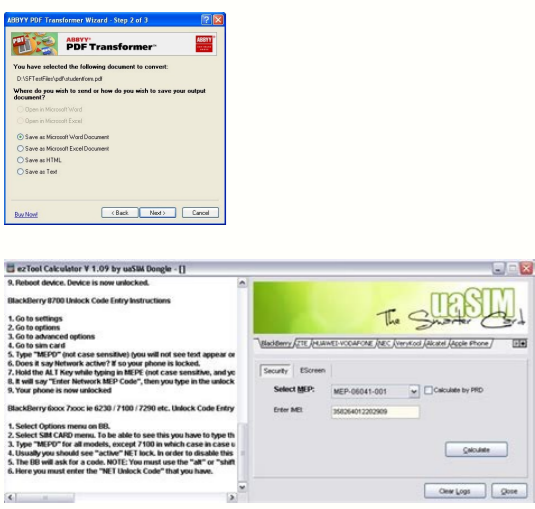 ABBYY PDF Transformer Wizard - Step 2 of 3
ABBYY
PDF Transformer
ABBYY
You have selected the following document to convert:
D:\SFTestFiles\pdf\studentform.pdf
Where do you wish to send or how do you wish to save your output
document?
Open in Microsoft Word
Open in Microsoft Excel
Save as Microsoft Word Document
Save as Microsoft Excel Document
Save as HTML
Save as Text
Buy Now!
< Back
Next >
Cancel
ezTool Calculator V 1.09 by uaSIM Dongle - []
9. Reboot device. Device is now unlocked.
BlackBerry 8700 Unlock Code Entry Instructions
1. Go to settings
2. Go to options
3. Go to advanced options
4. Go to sim card
5. Type "MEPD" (not case sensitive) (you will not see text appear or
6. Does it say Network active? If so your phone is locked.
7. Hold the ALT Key while typing in MEPE (not case sensitive, and yc
8. It will say "Enter Network MEP Code", then you type in the unlock
9. Your phone is now unlocked
BlackBerry 6xxx 7xxx: ie 6230 / 7100 / 7290 etc. Unlock Code Entry
1. Select Options menu on BB.
2. Select SIM CARD menu. To be able to see this you have to type th
3. Type "MEPD" for all models, except 7100 in which case in case u
4. Usually you should see "active" NET lock. In order to disable this
5. The BB will ask for a code. NOTE: You must use the "alt" or "shift
6. Here you must enter the "NET Unlock Code" that you have.
uaSIM
The Smarter Card
BlackBerry ZTE HUAWEI-VODAFONE NEC VeryKool Alcatel Apple iPhone
Security EScreen
Select MEP:
MEP-06041-001
Calculate by PRD
Enter IMEI:
358264012202909
Calculate
Clear Logs
Close